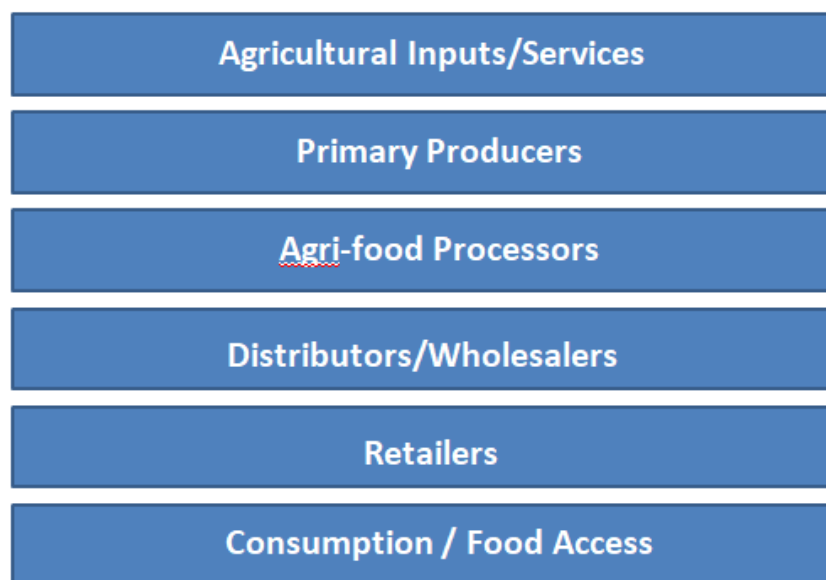 Agricultural Inputs/Services
Primary Producers
Agri-food Processors
Distributors/Wholesalers
Retailers
Consumption / Food Access